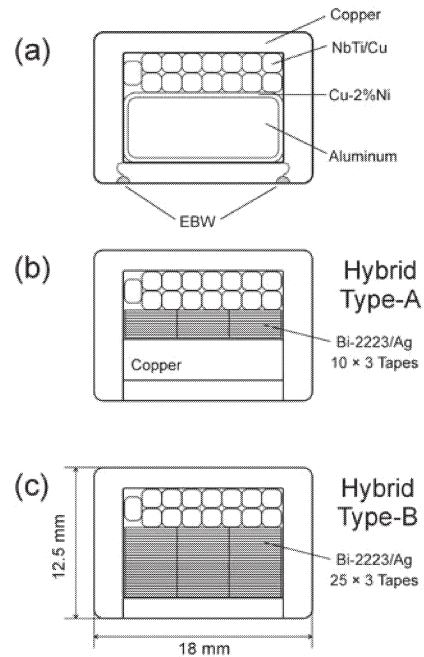 (a)
Copper
NbTi/Cu
Cu-2%Ni
Aluminum
EBW
(b)
Hybrid
Type-A
Bi-2223/Ag
10 × 3 Tapes
Copper
(c)
Hybrid
Type-B
Bi-2223/Ag
25 × 3 Tapes
12.5 mm
18 mm